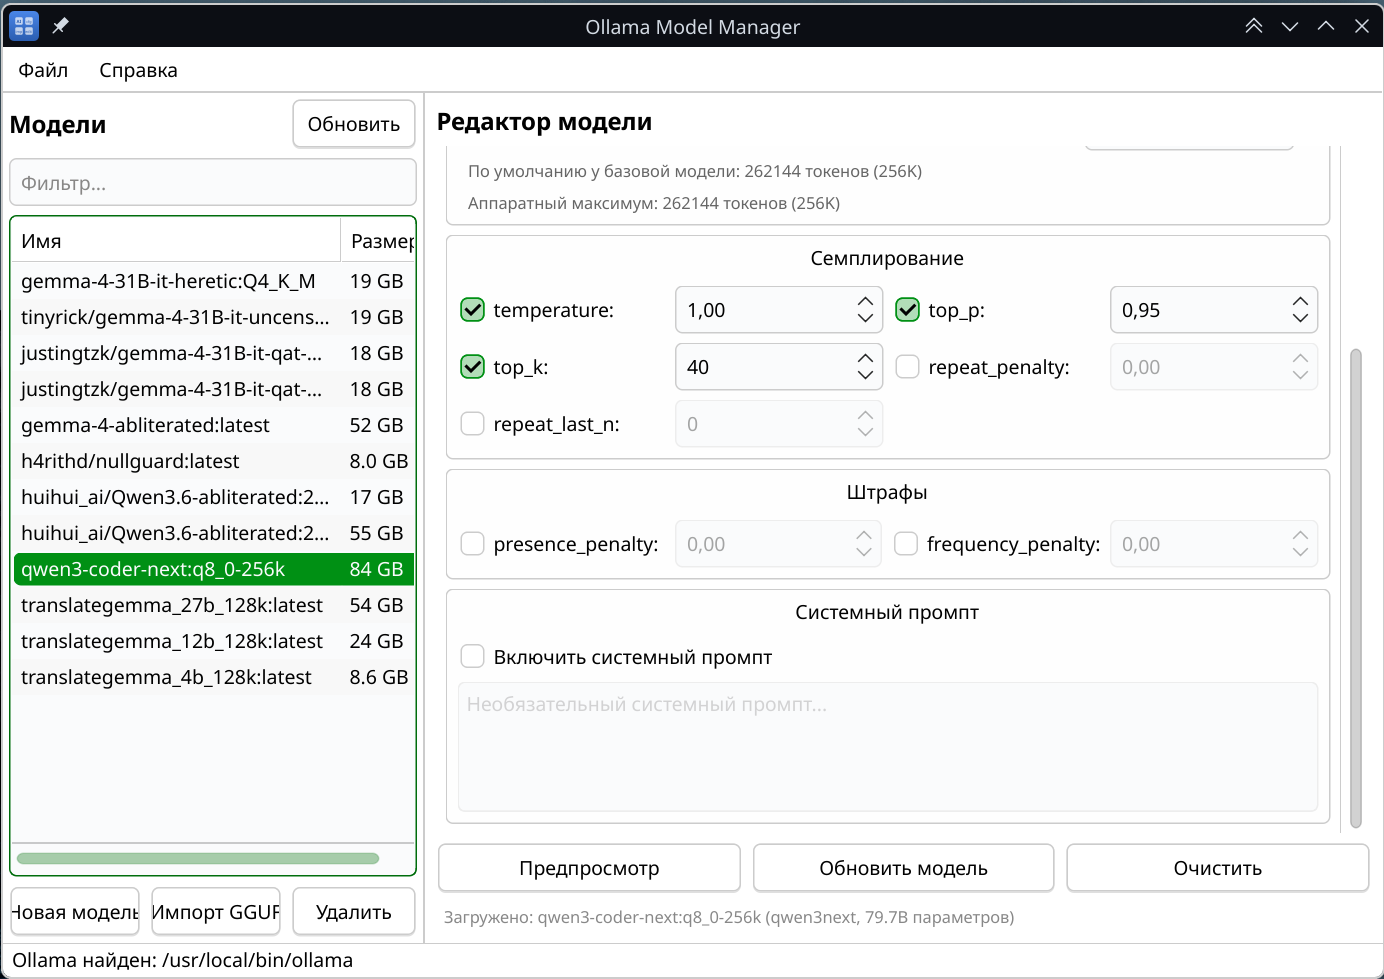 Ollama Model Manager
Файл Справка
Модели
Обновить
Фильтр...
Имя Размер
gemma-4-31B-it-heretic:Q4_K_M 19 GB
tinyrick/gemma-4-31B-it-uncens... 19 GB
justingtzk/gemma-4-31B-it-qat-... 18 GB
justingtzk/gemma-4-31B-it-qat-... 18 GB
gemma-4-abliterated:latest 52 GB
h4rithd/nullguard:latest 8.0 GB
huihui_ai/Qwen3.6-abliterated:2... 17 GB
huihui_ai/Qwen3.6-abliterated:2... 55 GB
qwen3-coder-next:q8_0-256k 84 GB
translategemma_27b_128k:latest 54 GB
translategemma_12b_128k:latest 24 GB
translategemma_4b_128k:latest 8.6 GB
Новая модель Импорт GGUF Удалить
Редактор модели
По умолчанию у базовой модели: 262144 токенов (256K)
Аппаратный максимум: 262144 токенов (256K)
Семплирование
temperature: 1,00 top_p: 0,95
top_k: 40 repeat_penalty: 0,00
repeat_last_n: 0
Штрафы
presence_penalty: 0,00 frequency_penalty: 0,00
Системный промпт
Включить системный промпт
Необязательный системный промпт...
Предпросмотр Обновить модель Очистить
Загружено: qwen3-coder-next:q8_0-256k (qwen3next, 79.7B параметров)
Ollama найден: /usr/local/bin/ollama